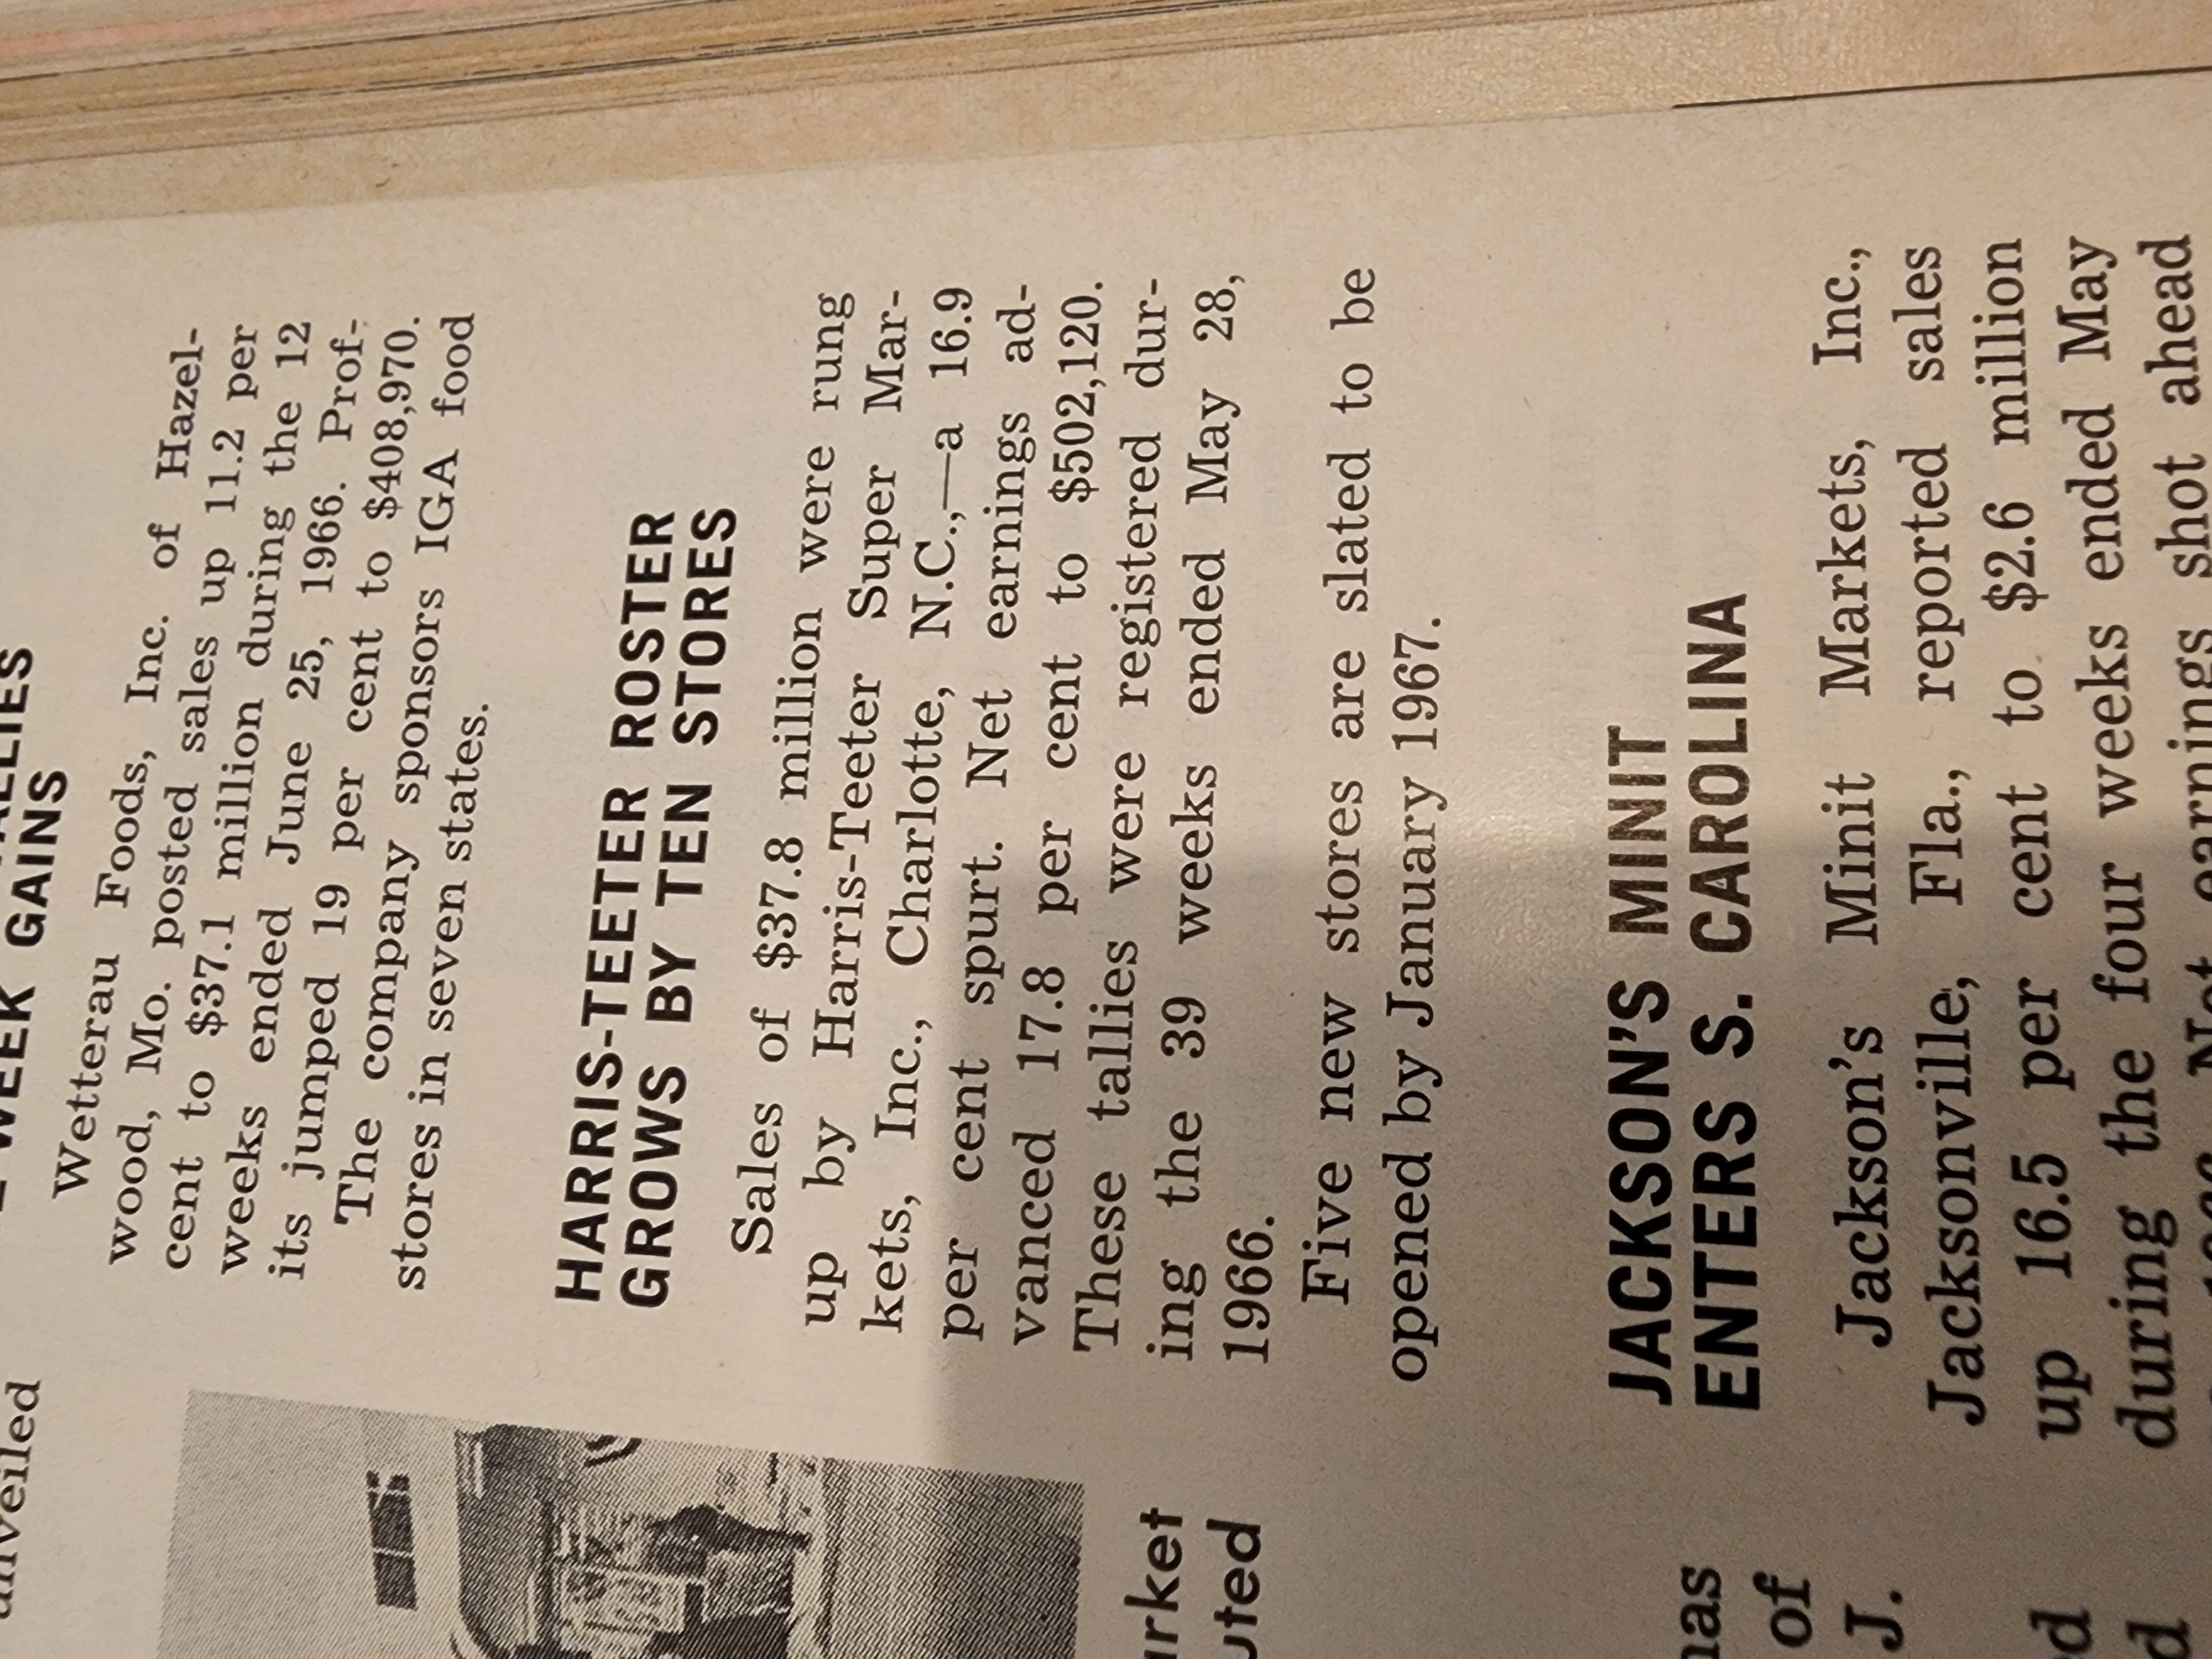 WEEK GAINS
Wetterau Foods, Inc. of Hazel-
wood, Mo. posted sales up 11.2 per
cent to $37.1 million during the 12
weeks ended June 25, 1966. Prof-
its jumped 19 per cent to $408,970.
The company sponsors IGA food
stores in seven states.
HARRIS-TEETER ROSTER
GROWS BY TEN STORES
Sales of $37.8 million were rung
up by Harris-Teeter Super Mar-
kets, Inc., Charlotte, N.C.,—a 16.9
per cent spurt. Net earnings ad-
vanced 17.8 per cent to $502,120.
These tallies were registered dur-
ing the 39 weeks ended May 28,
1966.
Five new stores are slated to be
opened by January 1967.
JACKSON'S MINIT
ENTERS S. CAROLINA
Jackson's Minit Markets, Inc.,
Jacksonville, Fla., reported sales
up 16.5 per cent to $2.6 million
during the four weeks ended May
Net earnings shot ahead
of
J.